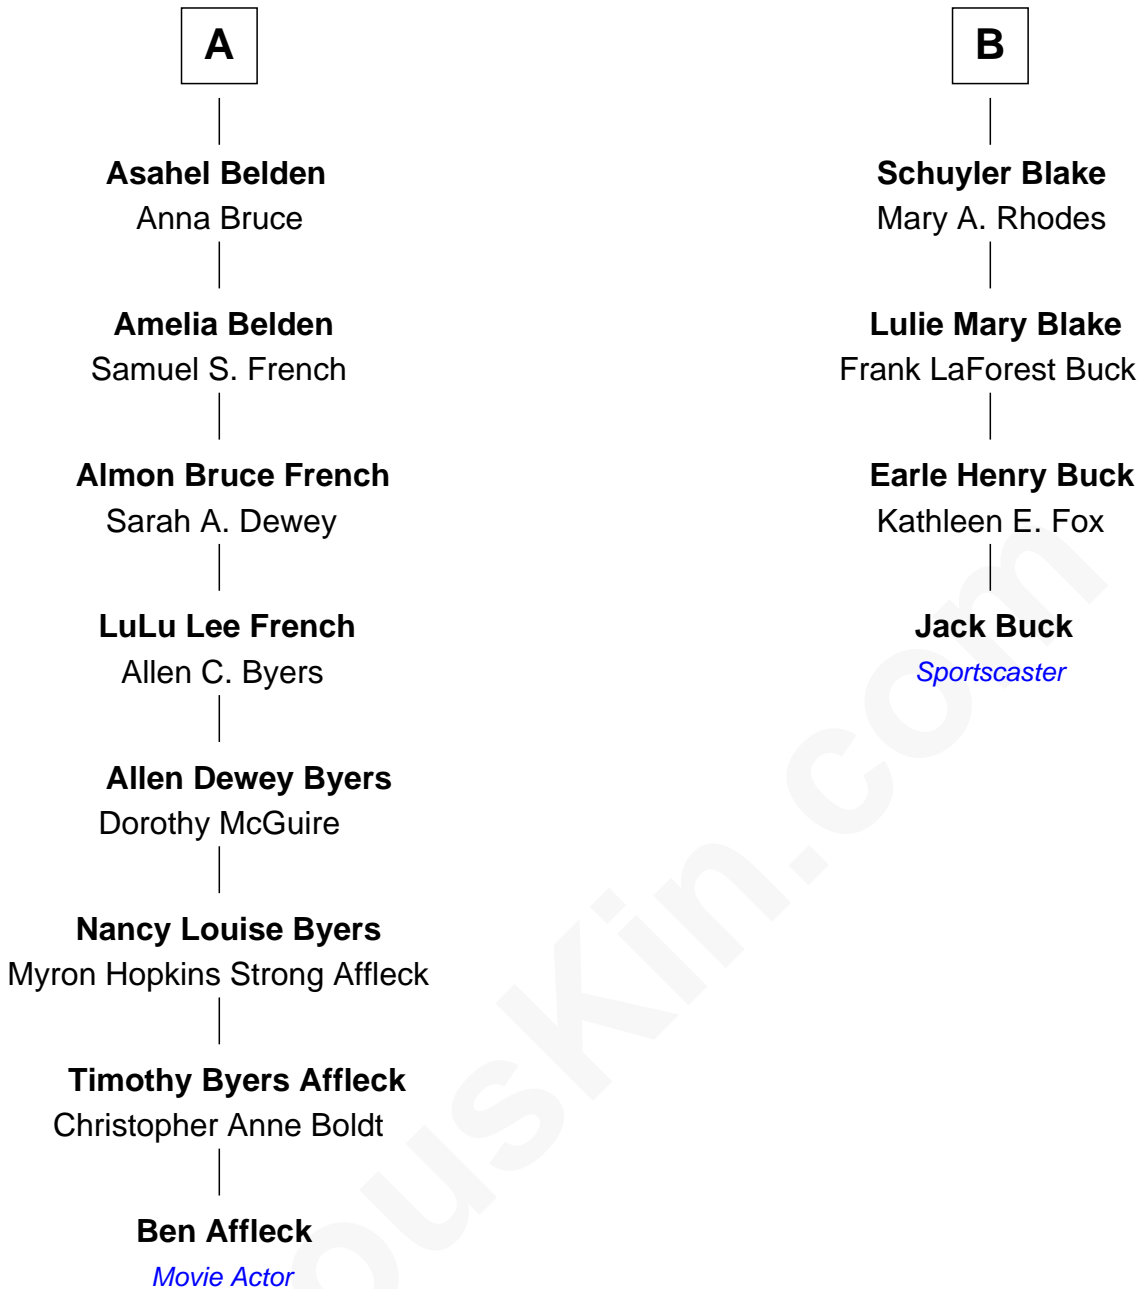 A
Asahel Belden
Anna Bruce
Amelia Belden
Samuel S. French
Almon Bruce French
Sarah A. Dewey
LuLu Lee French
Allen C. Byers
Allen Dewey Byers
Dorothy McGuire
Nancy Louise Byers
Myron Hopkins Strong Affleck
Timothy Byers Affleck
Christopher Anne Boldt
Ben Affleck
Movie Actor
B
Schuyler Blake
Mary A. Rhodes
Lulie Mary Blake
Frank LaForest Buck
Earle Henry Buck
Kathleen E. Fox
Jack Buck
Sportscaster
ousKin.com